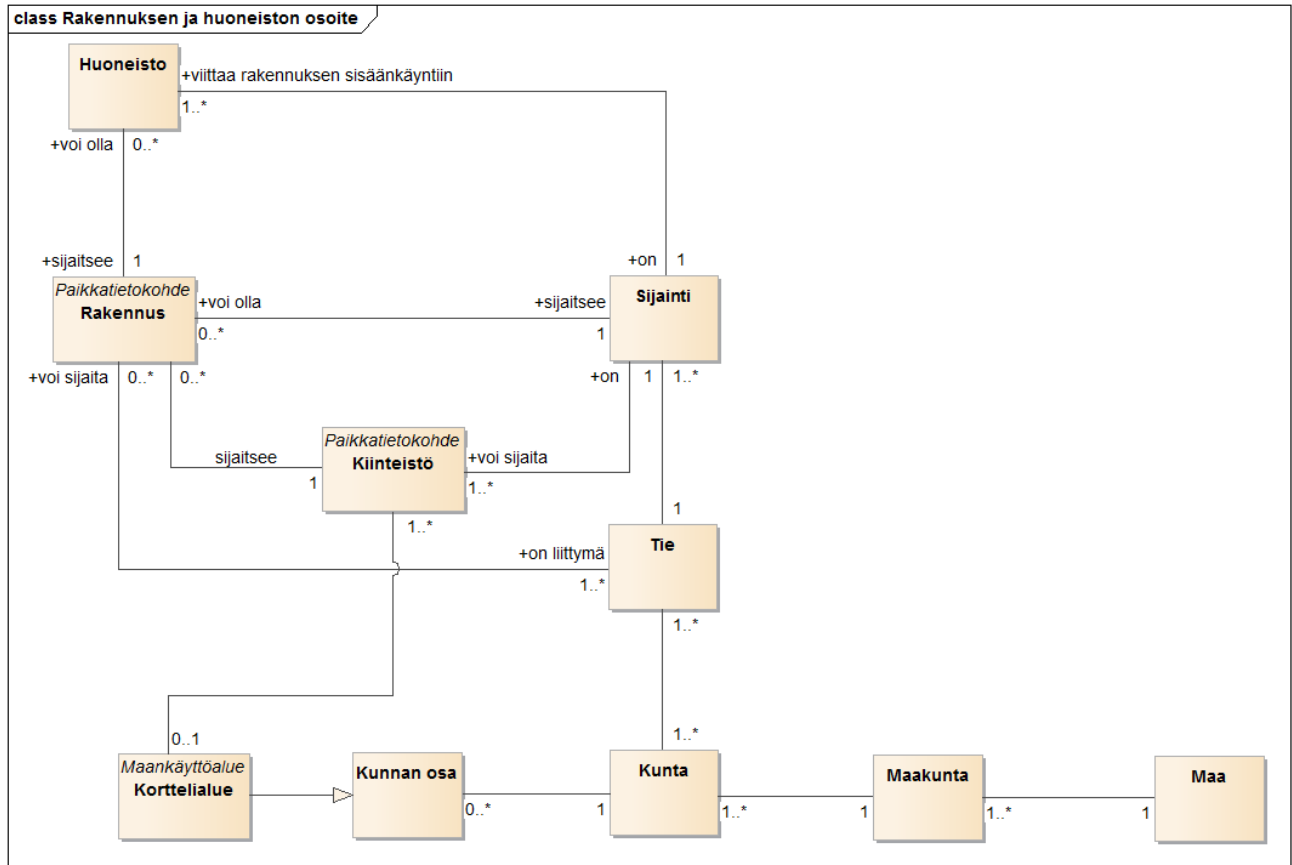 class Rakennuksen ja huoneiston osoite
Huoneisto
+viittaa rakennuksen sisäänkäyntiin
1..*
+voi olla 0..*
+sijaitsee 1
+on 1
Paikkatietokohde
Rakennus
+voi olla
0..*
+sijaitsee
1
Sijainti
+voi sijaita 0..* 0..*
+on 1 1..*
sijaitsee
1
Paikkatietokohde
Kiinteistö
+voi sijaita
1..*
1..*
1
+on liittymä
1..*
Tie
1..*
0..1
1..*
Maankäyttöalue
Korttelialue
Kunnan osa
0..*
1
Kunta
1..*
1
Maakunta
1..*
1
Maa